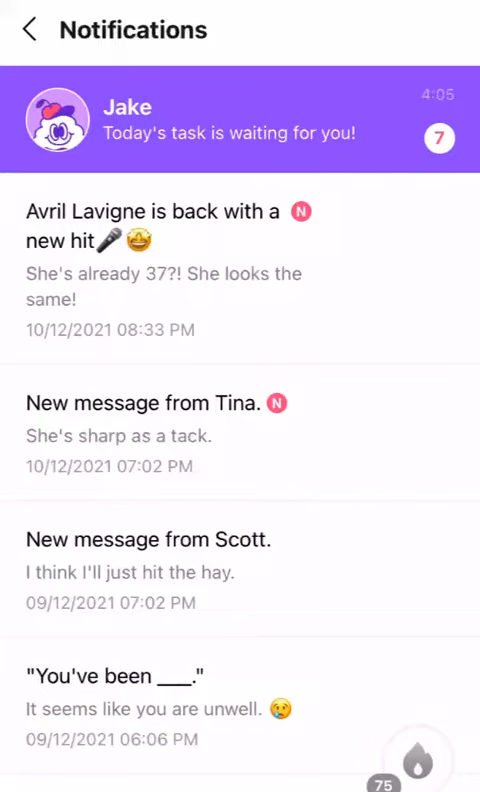 Notifications
Jake
4:05
Today's task is waiting for you!
7
Avril Lavigne is back with a N
new hit🎤🤩
She's already 37?! She looks the
same!
10/12/2021 08:33 PM
New message from Tina. N
She's sharp as a tack.
10/12/2021 07:02 PM
New message from Scott.
I think I'll just hit the hay.
09/12/2021 07:02 PM
"You've been ____."
It seems like you are unwell. 😢
09/12/2021 06:06 PM
75